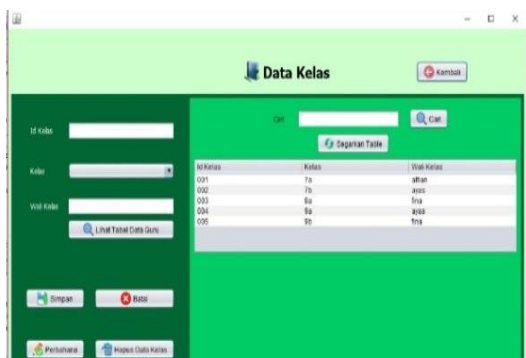 Data Kelas
Kembali
Id Kelas
Kelas
Wali Kelas
Lihat Tabel Data Guru
Simpan
Batal
Perbaharui
Hapus Data Kelas
Cari
Cari
Segarkan Table
Id Kelas Kelas Wali Kelas
001 7a
002 7b ayas
003 8a fina
004 9a ayas
005 9b fina